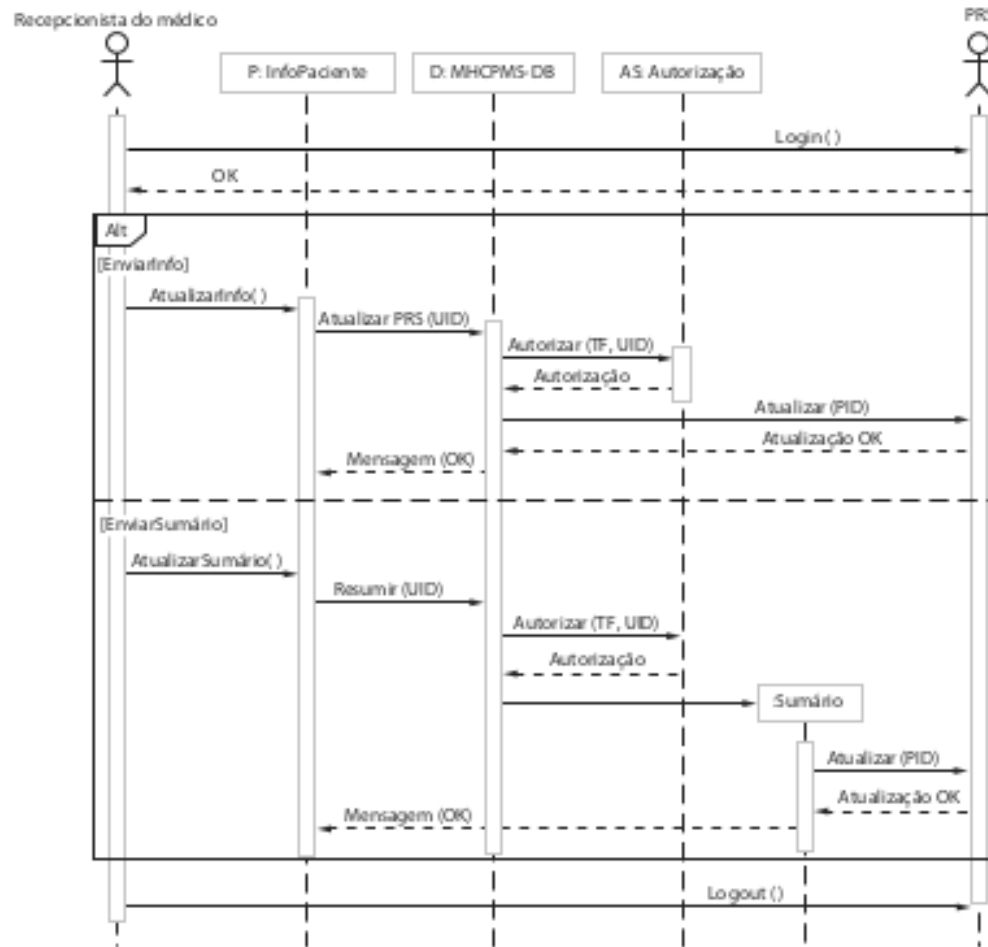 Recepcionista do médico
PRS
P: InfoPaciente
D: MHCPMS-DB
AS: Autorização
Login ( )
OK
Alt
[EnviarInfo]
AtualizarInfo( )
Atualizar PRS (UID)
Autorizar (TF, UID)
Autorização
Atualizar (PID)
Atualização OK
Mensagem (OK)
[EnviarSumário]
AtualizarSumário( )
Resumir (UID)
Autorizar (TF, UID)
Autorização
:Sumário
Atualizar (PID)
Atualização OK
Mensagem (OK)
Logout ()